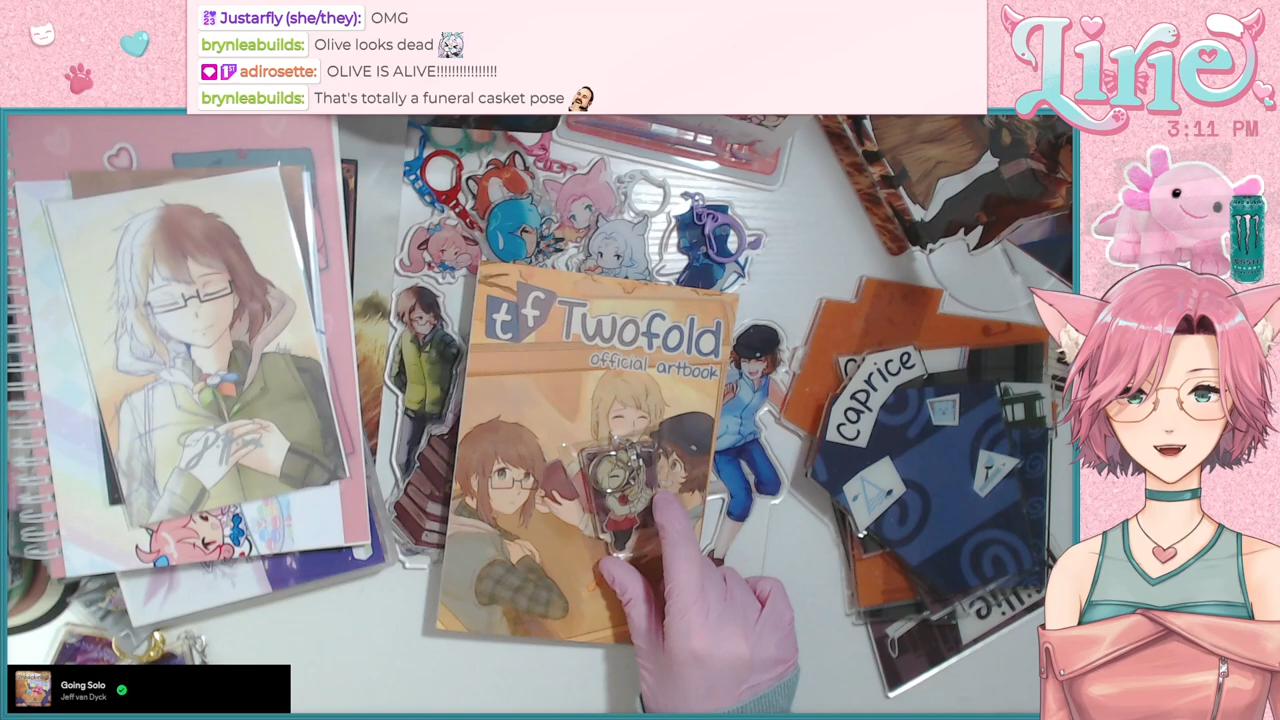 Justarfly (she/they): OMG
brynleabuilds: Olive looks dead
adirosette: OLIVE IS ALIVE!!!!!!!!!!!!!!!!
brynleabuilds: That's totally a funeral casket pose
Lirie
3:11 PM
tf Twofold
official artbook
Caprice
Going Solo
Jeff van Dyck